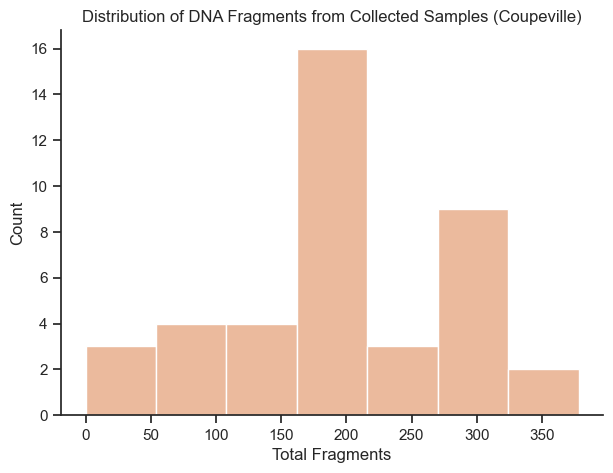 Distribution of DNA Fragments from Collected Samples (Coupeville)
16
14
12
10
8
6
4
2
0
Count
0 50 100 150 200 250 300 350
Total Fragments